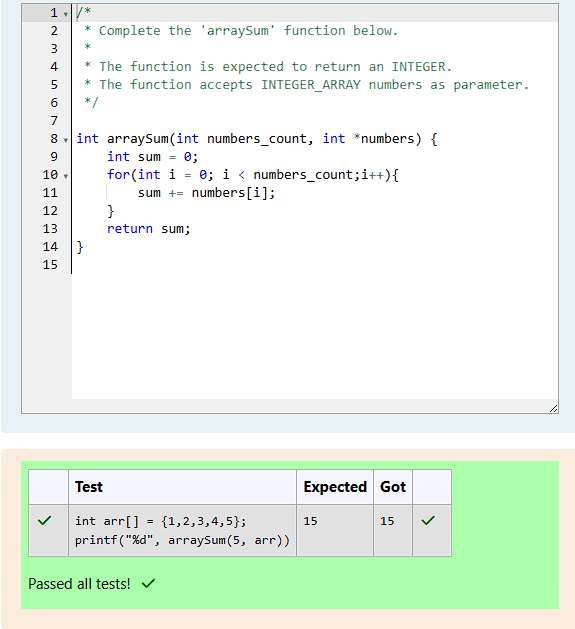 1 /*
2  * Complete the 'arraySum' function below.
3  *
4  * The function is expected to return an INTEGER.
5  * The function accepts INTEGER_ARRAY numbers as parameter.
6  */
7
8 int arraySum(int numbers_count, int *numbers) {
9     int sum = 0;
10     for(int i = 0; i < numbers_count;i++){
11         sum += numbers[i];
12     }
13     return sum;
14 }
15
Test Expected Got
int arr[] = {1,2,3,4,5}; 15 15
printf("%d", arraySum(5, arr))
Passed all tests!